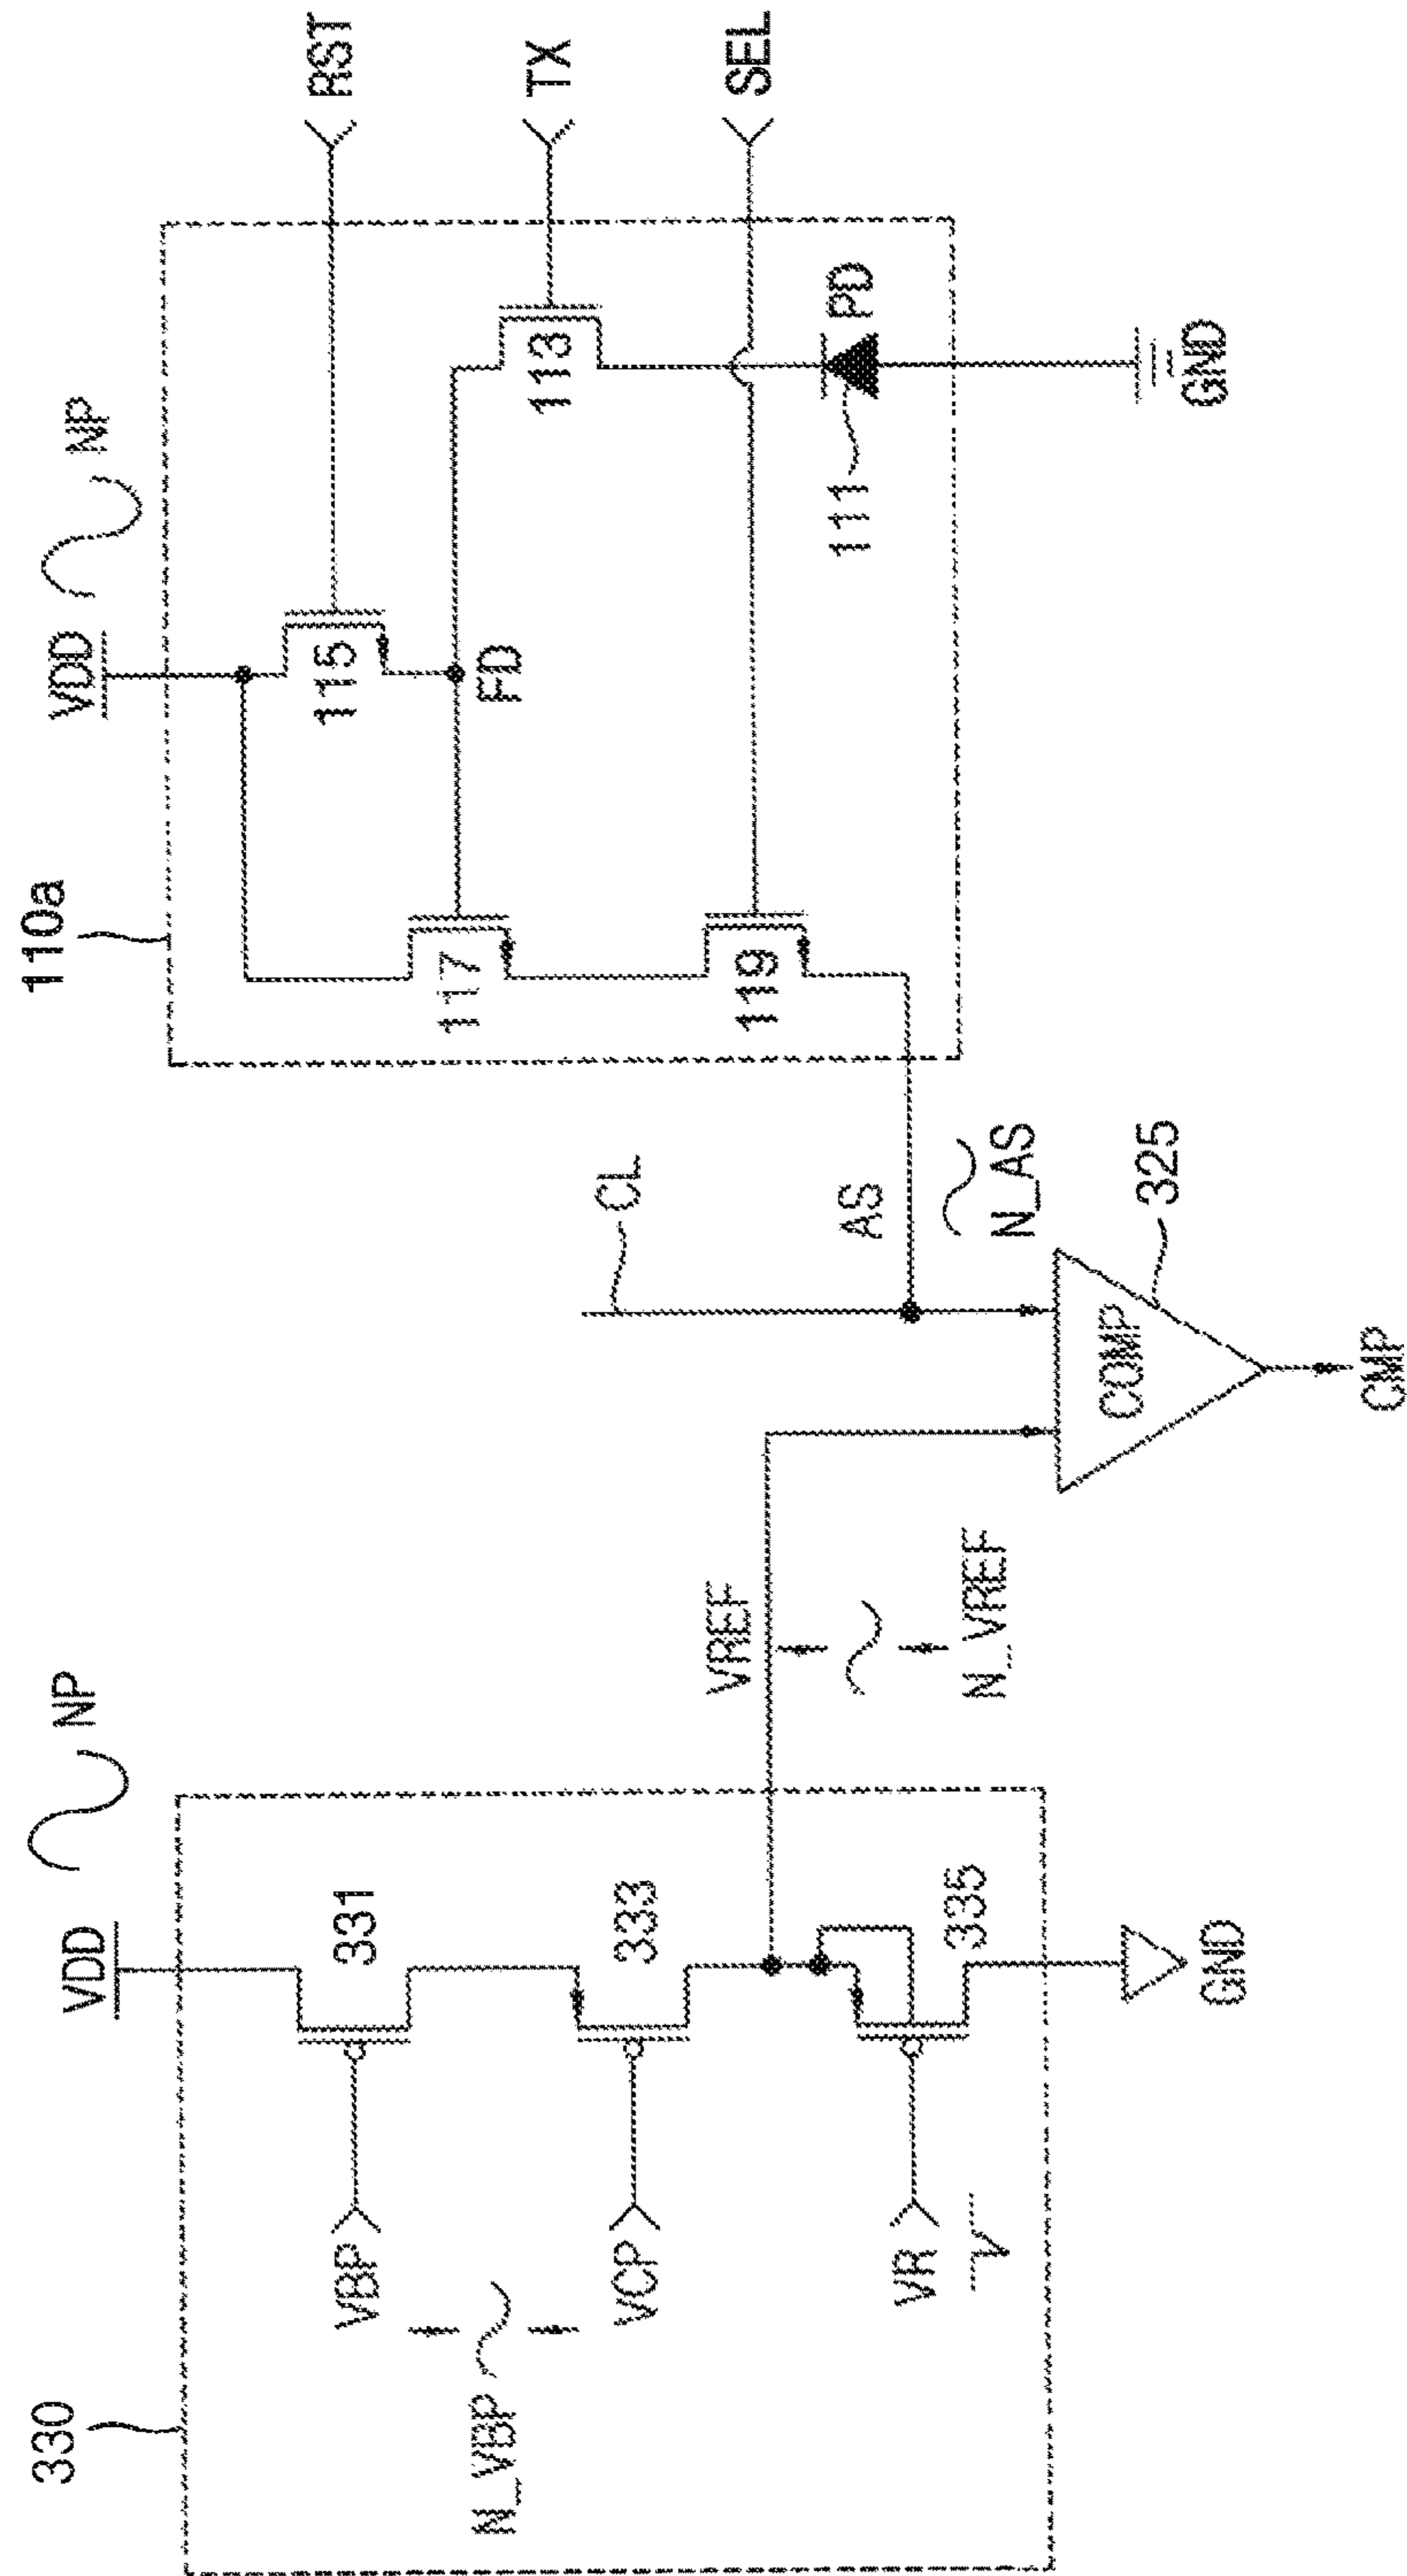 330
VDD
NP
331
VBP
N_VBP
333
VCP
335
VR
GND
VREF
N_VREF
CL
AS
N_AS
COMP
325
CMP
110a
VDD
NP
RST
115
FD
TX
113
117
SEL
119
PD
111
GND